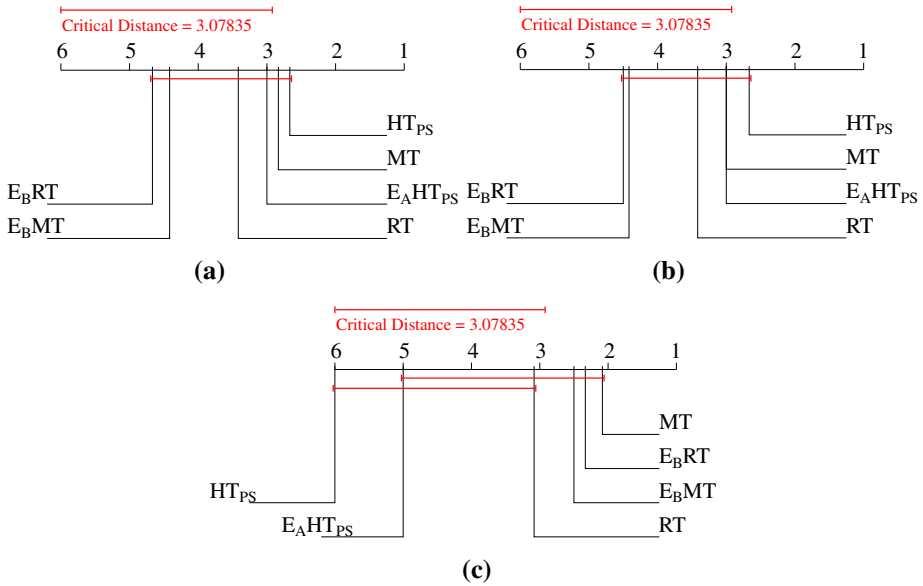 Critical Distance = 3.07835
6 5 4 3 2 1
HT_PS
MT
E_BRT E_AHT_PS
E_BMT RT
(a)
Critical Distance = 3.07835
6 5 4 3 2 1
HT_PS
MT
E_BRT E_AHT_PS
E_BMT RT
(b)
Critical Distance = 3.07835
6 5 4 3 2 1
MT
E_BRT
HT_PS E_BMT
E_AHT_PS RT
(c)